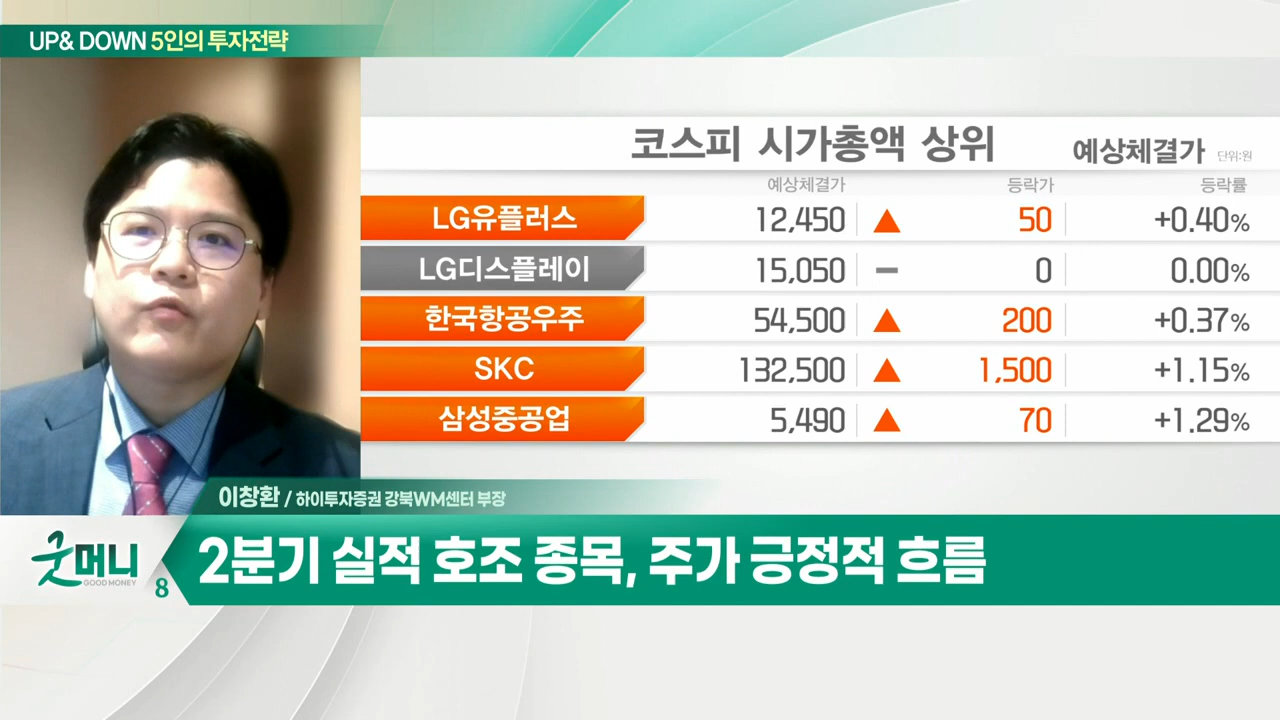 UP& DOWN 5인의 투자전략
코스피 시가총액 상위 예상체결가 단위:원
예상체결가 등락가 등락률
LG유플러스 12,450 ▲ 50 +0.40%
LG디스플레이 15,050 - 0 0.00%
한국항공우주 54,500 ▲ 200 +0.37%
SKC 132,500 ▲ 1,500 +1.15%
삼성중공업 5,490 ▲ 70 +1.29%
이창환 / 하이투자증권 강북WM센터 부장
굿머니
GOOD MONEY
8
2분기 실적 호조 종목, 주가 긍정적 흐름